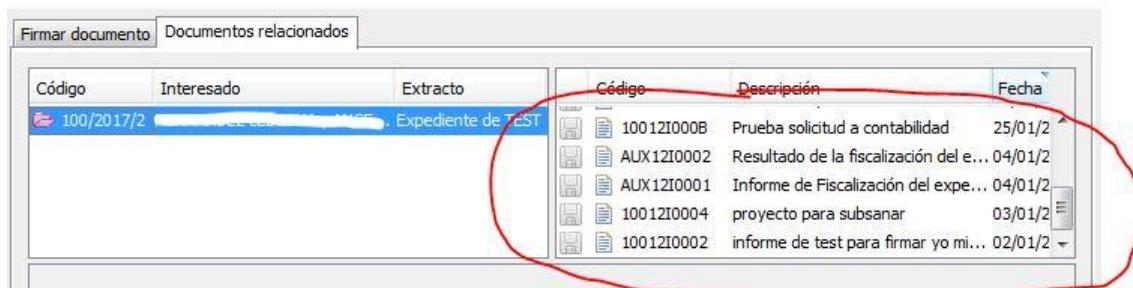 Firmar documento Documentos relacionados
Código Interesado Extracto Código Descripción Fecha
100/2017/2 Expediente de TEST
10012I000B Prueba solicitud a contabilidad 25/01/2
AUX12I0002 Resultado de la fiscalización del e... 04/01/2
AUX12I0001 Informe de Fiscalización del expe... 04/01/2
10012I0004 proyecto para subsanar 03/01/2
10012I0002 informe de test para firmar yo mi... 02/01/2